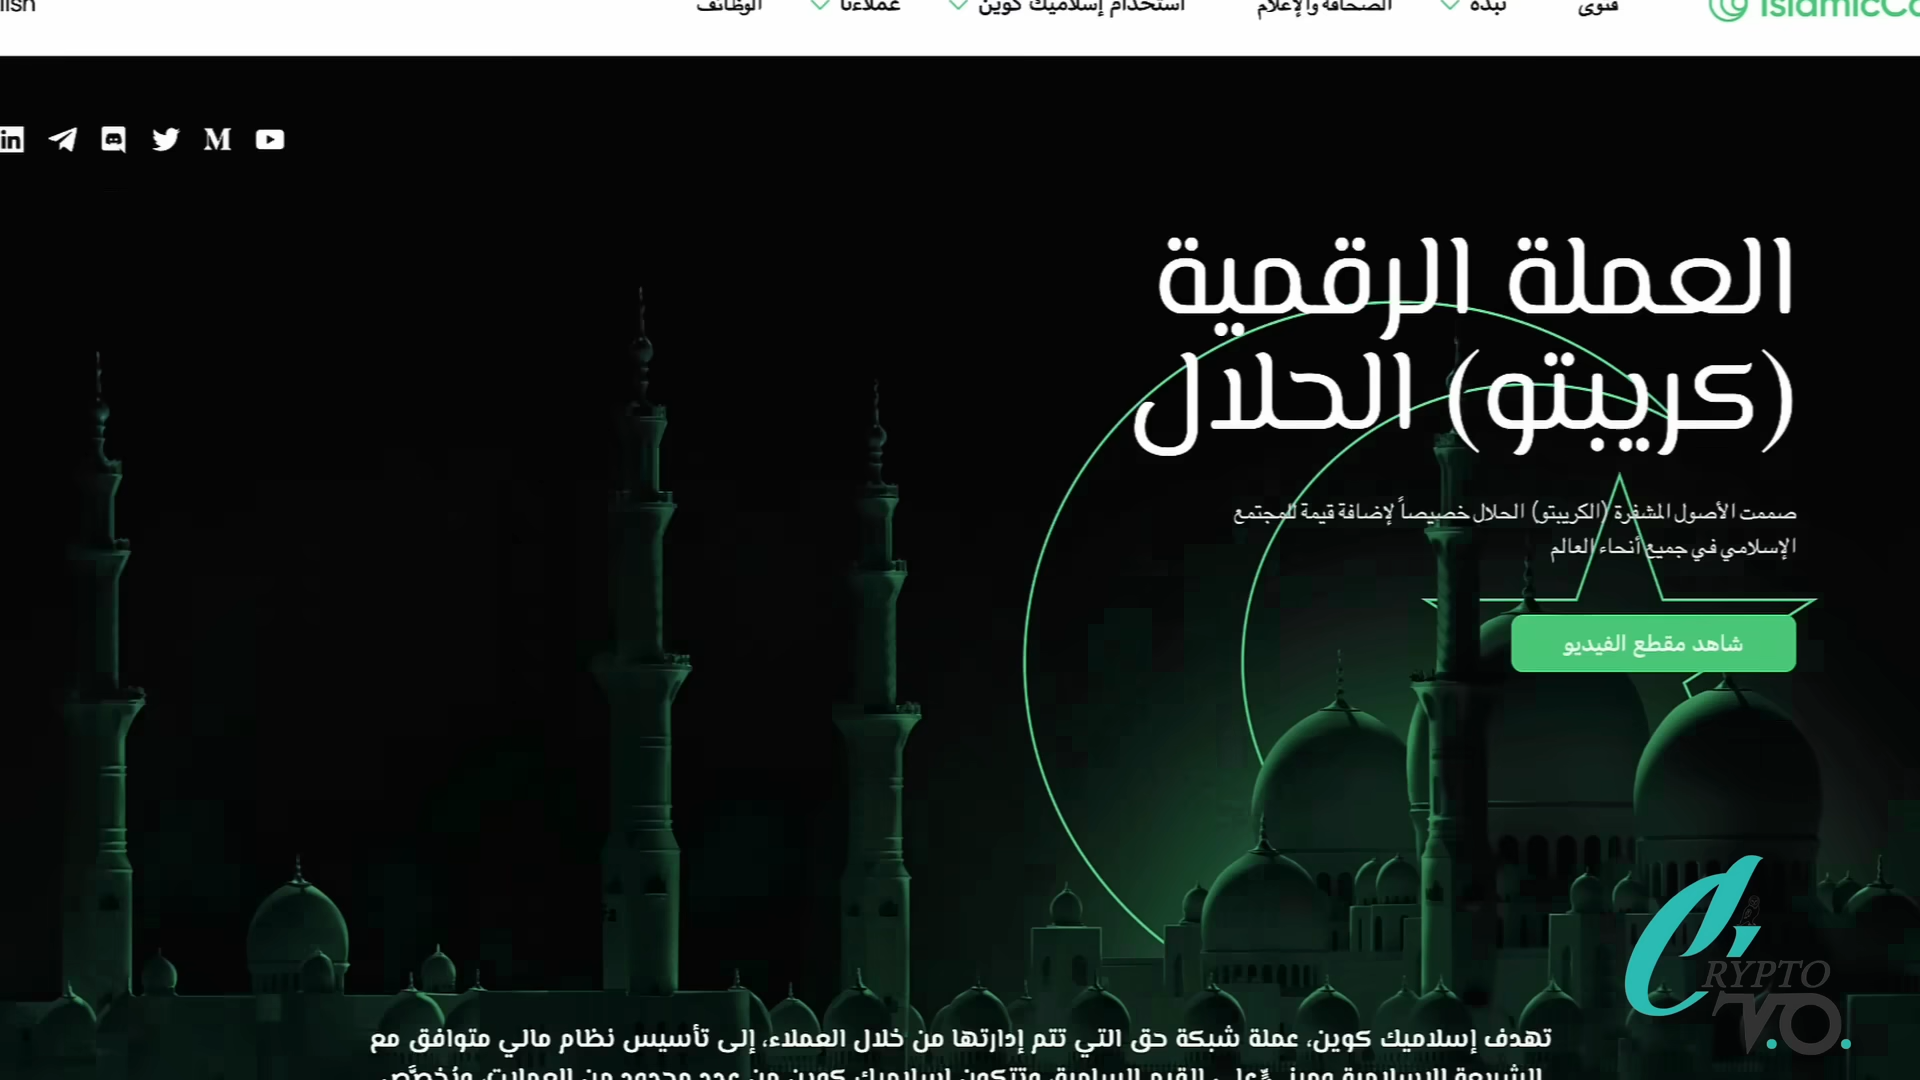 فتوى نبذة الصحافة والإعلام استخدام إسلاميك كوين عملاءنا الوظائف
العملة الرقمية
(كريبتو) الحلال
صممت الأصول المشفرة (الكريبتو) الحلال خصيصاً لإضافة قيمة للمجتمع
الإسلامي في جميع أنحاء العالم
شاهد مقطع الفيديو
CRYPTO
V.O.
تهدف إسلاميك كوين، عملة شبكة حق التي تتم إدارتها من خلال العملاء، إلى تأسيس نظام مالي متوافق مع